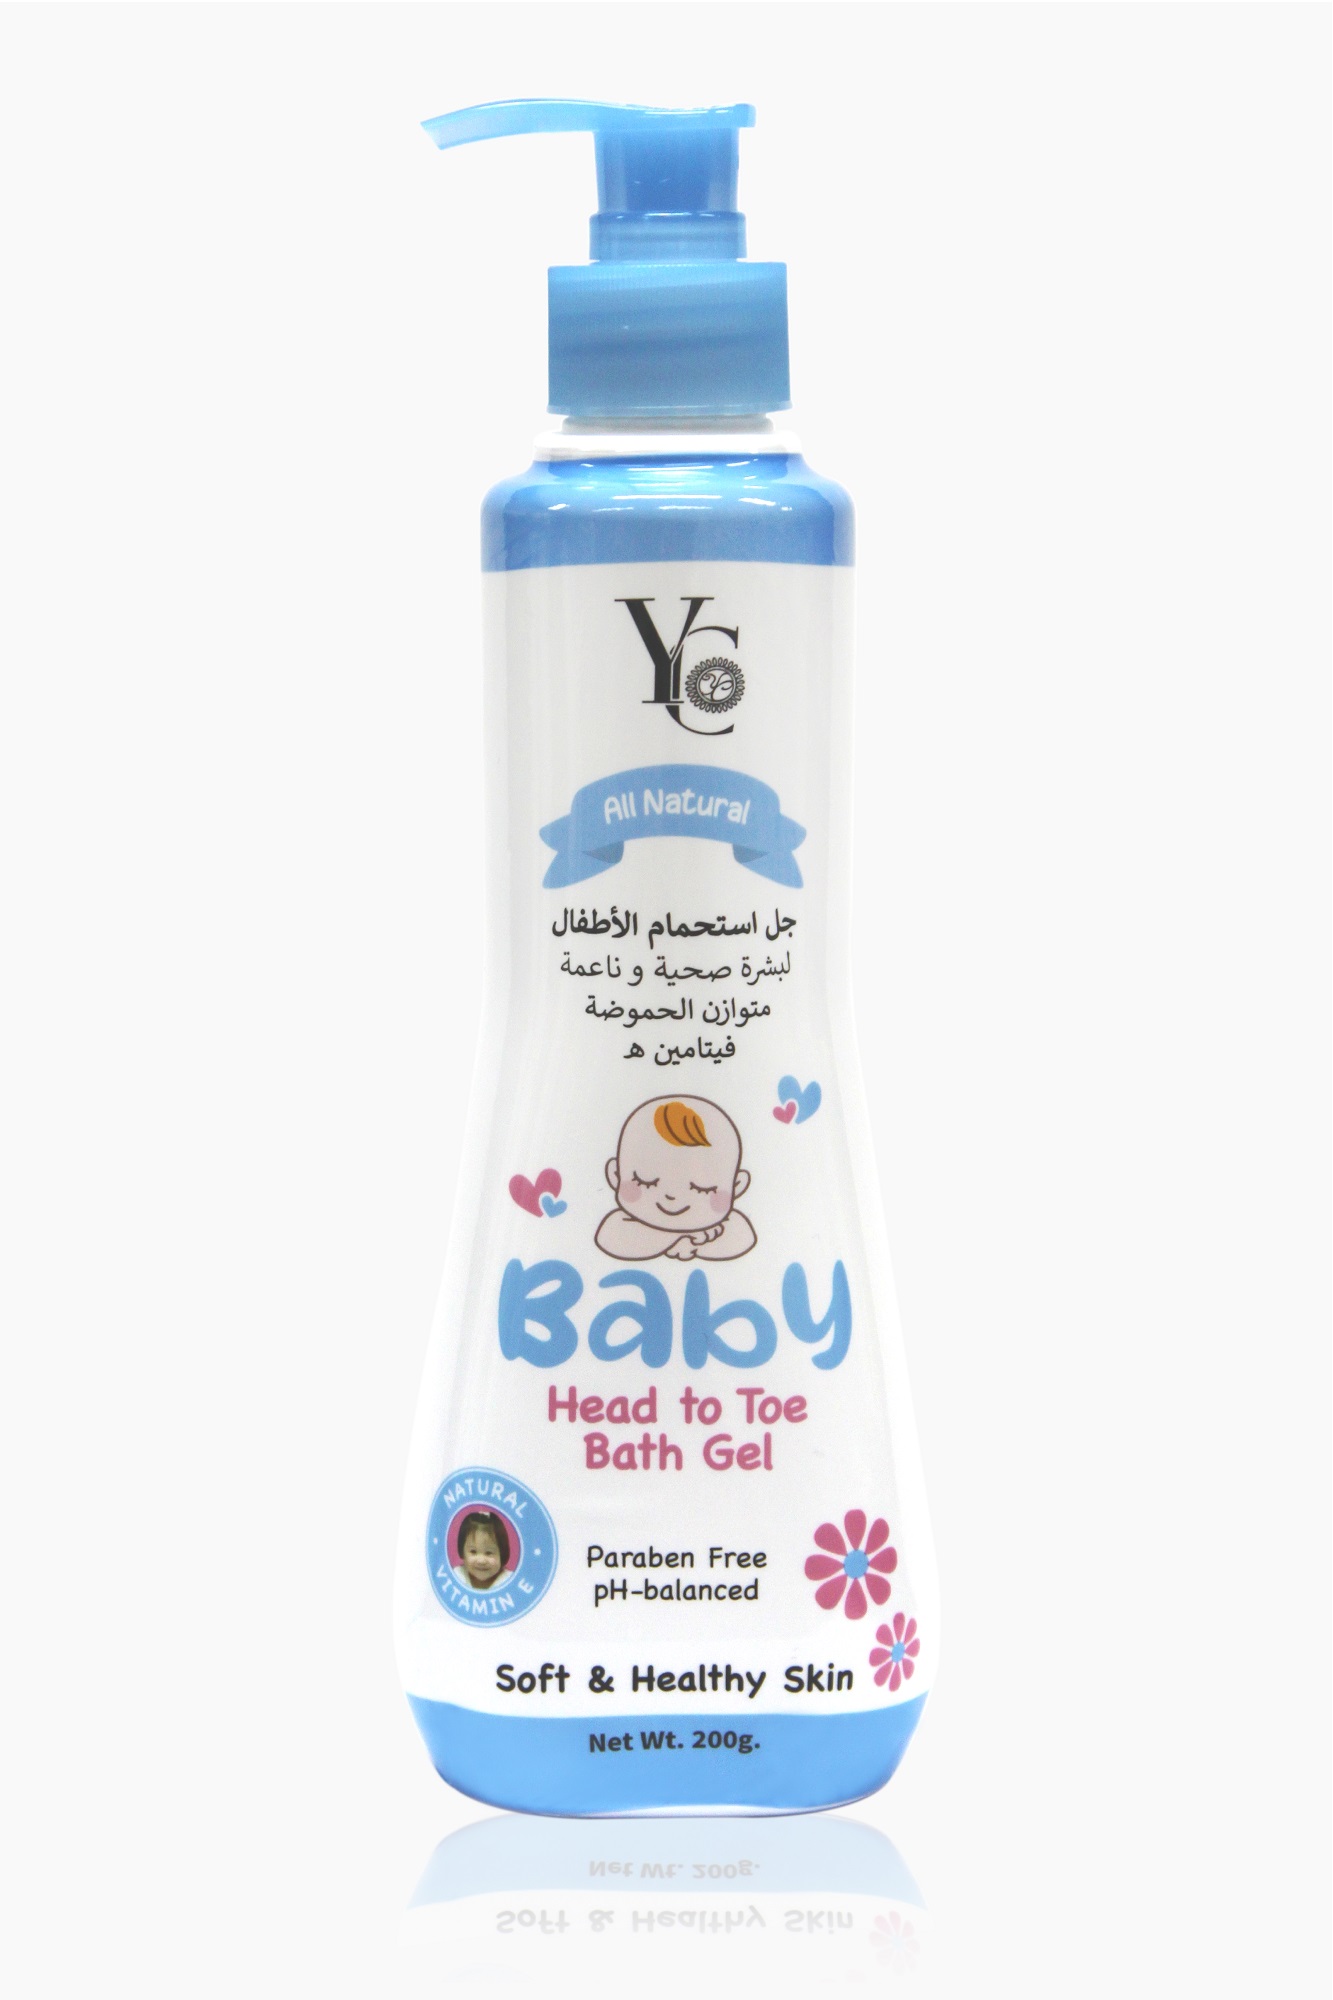 YC
All Natural
جل استحمام الأطفال
لبشرة صحية و ناعمة
متوازن الحموضة
فيتامين ه
Baby
Head to Toe
Bath Gel
NATURAL
VITAMIN E
Paraben Free
pH-balanced
Soft & Healthy Skin
Net Wt. 200g.